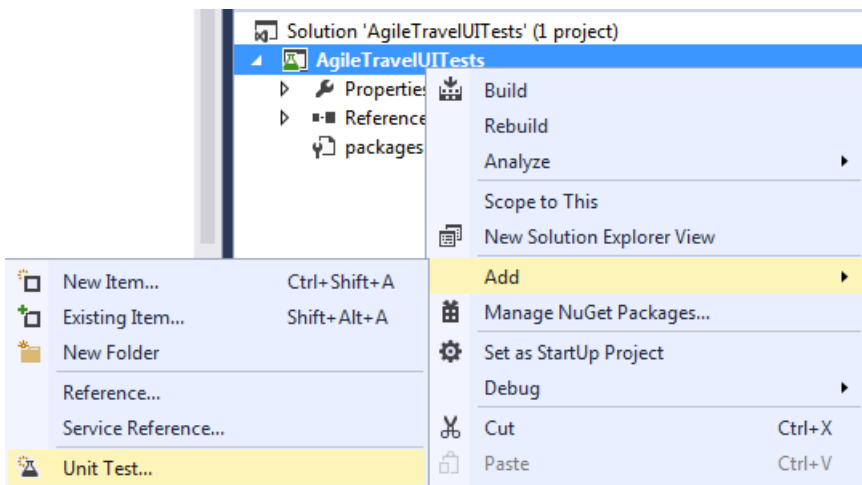 Solution 'AgileTravelUITests' (1 project)
AgileTravelUITests
Properties
Reference
packages
Build
Rebuild
Analyze
Scope to This
New Solution Explorer View
Add
Manage NuGet Packages...
Set as StartUp Project
Debug
Cut Ctrl+X
Paste Ctrl+V
New Item... Ctrl+Shift+A
Existing Item... Shift+Alt+A
New Folder
Reference...
Service Reference...
Unit Test...